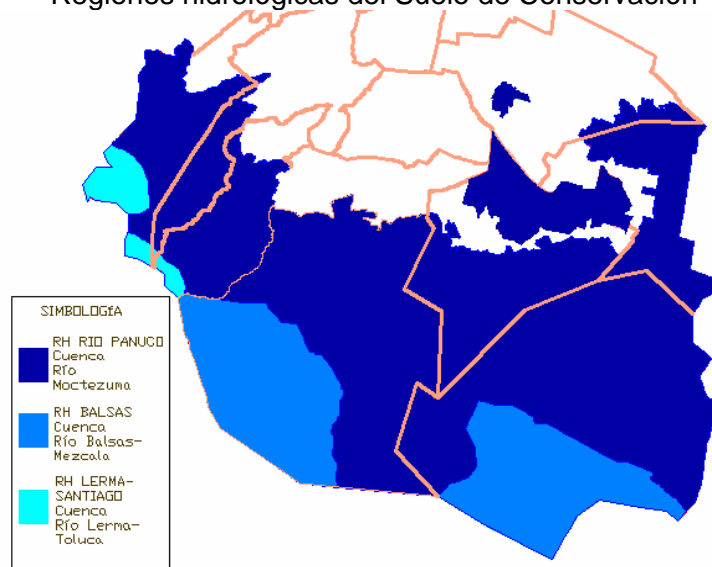 Regiones hidrológicas del Suelo de Conservación
SIMBOLOGíA
RH RIO PANUCO
Cuenca
Río
Moctezuma
RH BALSAS
Cuenca
Río Balsas-
Mezcala
RH LERMA-
SANTIAGO
Cuenca
Río Lerma-
Toluca